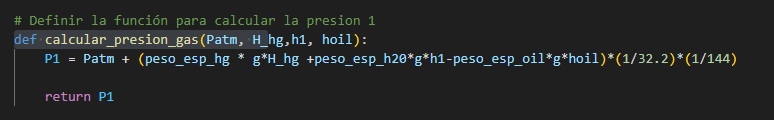 # Definir la función para calcular la presion 1
def calcular_presion_gas(Patm, H_hg,h1, hoil):
    P1 = Patm + (peso_esp_hg * g*H_hg +peso_esp_h20*g*h1-peso_esp_oil*g*hoil)*(1/32.2)*(1/144)
    return P1